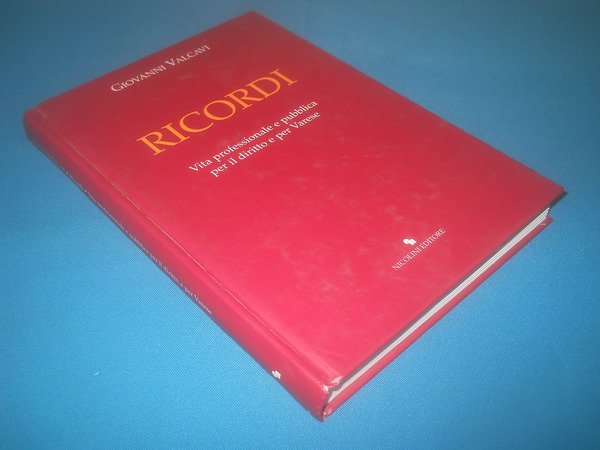 GIOVANNI VALCAVI
RICORDI
Vita professionale e pubblica
per il diritto e per Varese
NICOLINI EDITORE